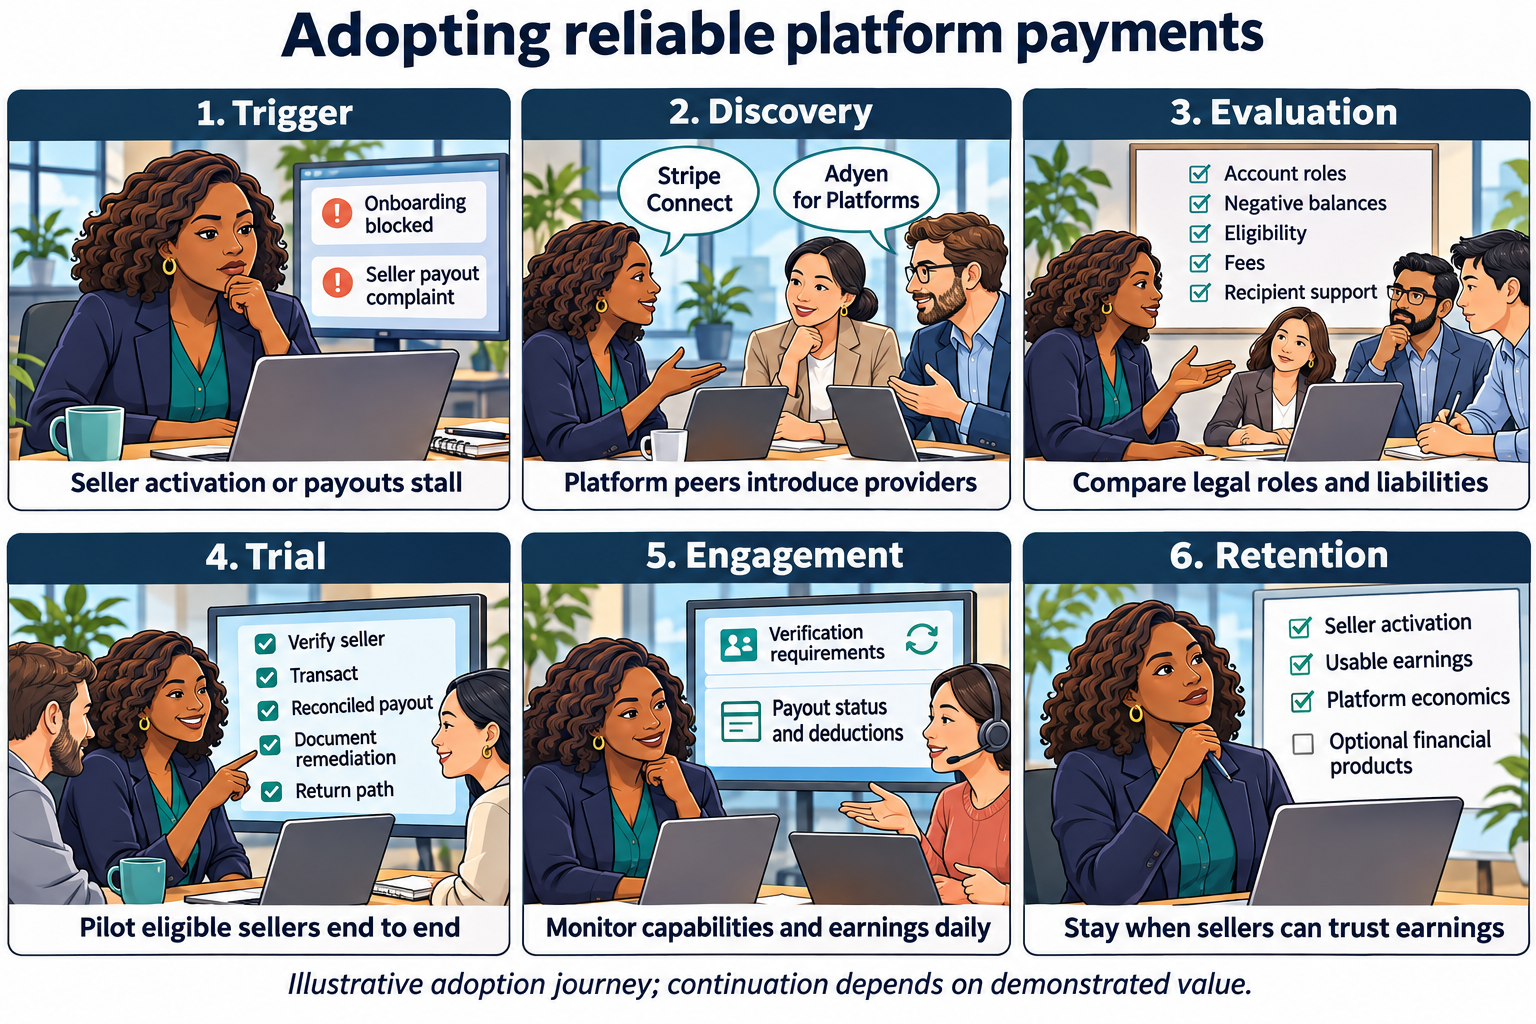 Adopting reliable platform payments
1. Trigger
Onboarding
blocked
Seller payout
complaint
Seller activation or payouts stall
2. Discovery
Stripe
Connect
Adyen
for Platforms
Platform peers introduce providers
3. Evaluation
Account roles
Negative balances
Eligibility
Fees
Recipient support
Compare legal roles and liabilities
4. Trial
Verify seller
Transact
Reconciled payout
Document
remediation
Return path
Pilot eligible sellers end to end
5. Engagement
Verification
requirements
Payout status
and deductions
Monitor capabilities and earnings daily
6. Retention
Seller activation
Usable earnings
Platform economics
Optional financial
products
Stay when sellers can trust earnings
Illustrative adoption journey; continuation depends on demonstrated value.